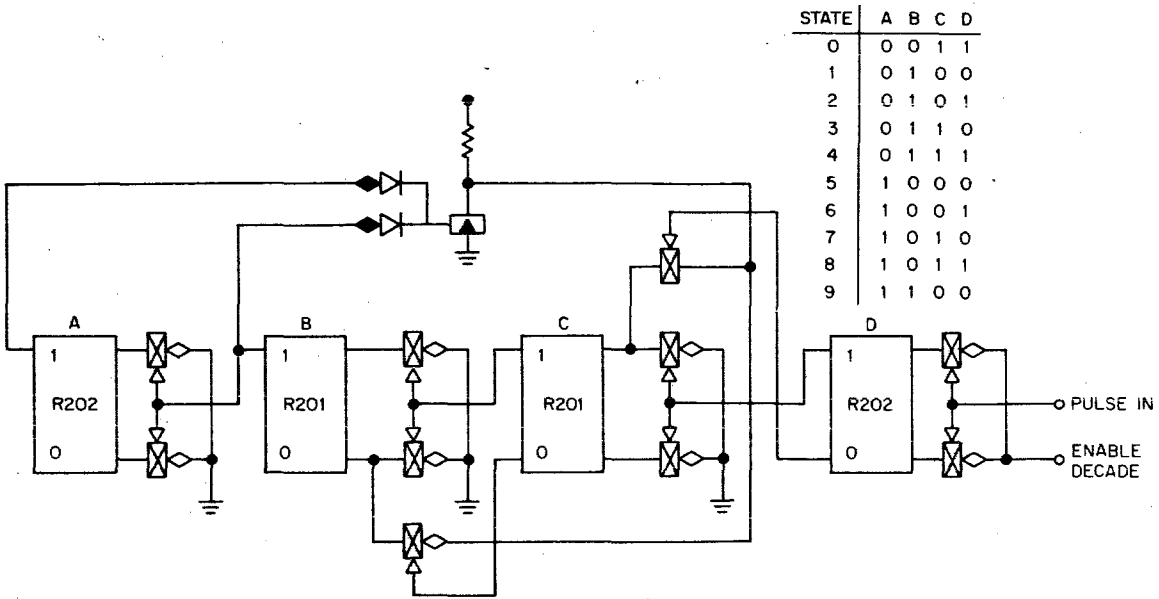 STATE A B C D
0 0 0 1 1
1 0 1 0 0
2 0 1 0 1
3 0 1 1 0
4 0 1 1 1
5 1 0 0 0
6 1 0 0 1
7 1 0 1 0
8 1 0 1 1
9 1 1 0 0
A
1
R202
0
B
1
R201
0
C
1
R201
0
D
1
R202
0
PULSE IN
ENABLE
DECADE